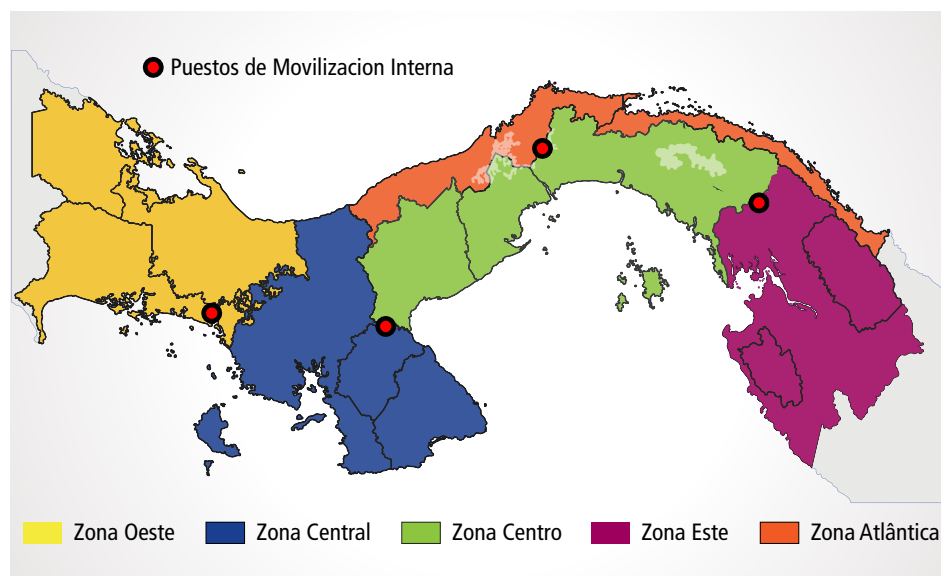 Puestos de Movilizacion Interna
Zona Oeste
Zona Central
Zona Centro
Zona Este
Zona Atlântica